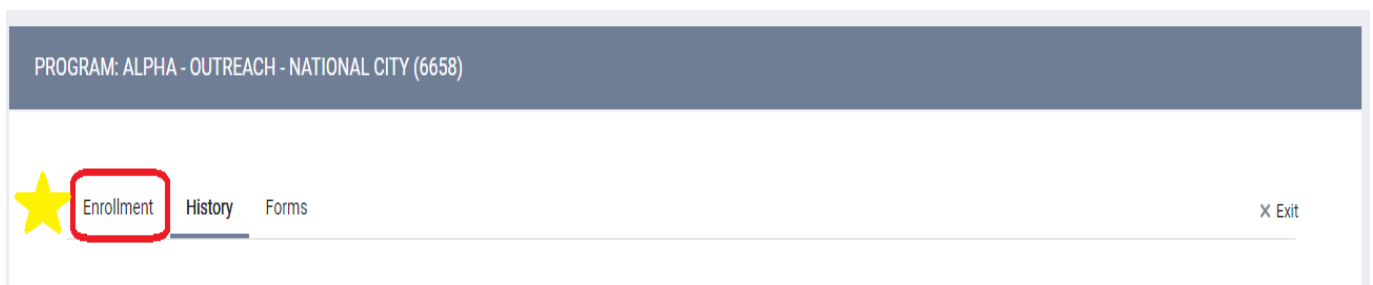 PROGRAM: ALPHA - OUTREACH - NATIONAL CITY (6658)
Enrollment History Forms × Exit